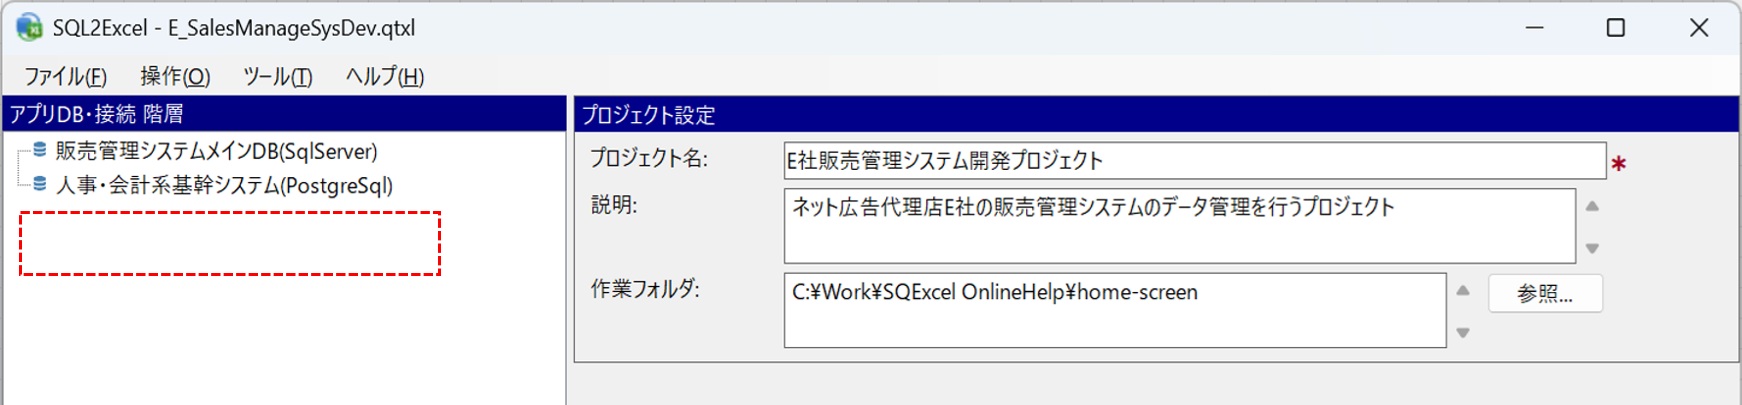 SQL2Excel - E_SalesManageSysDev.qtxl
ファイル(F) 操作(O) ツール(T) ヘルプ(H)
アプリDB・接続 階層
販売管理システムメインDB(SqlServer)
人事・会計系基幹システム(PostgreSql)
プロジェクト設定
プロジェクト名: E社販売管理システム開発プロジェクト *
説明: ネット広告代理店E社の販売管理システムのデータ管理を行うプロジェクト
作業フォルダ: C:¥Work¥SQExcel OnlineHelp¥home-screen 参照...